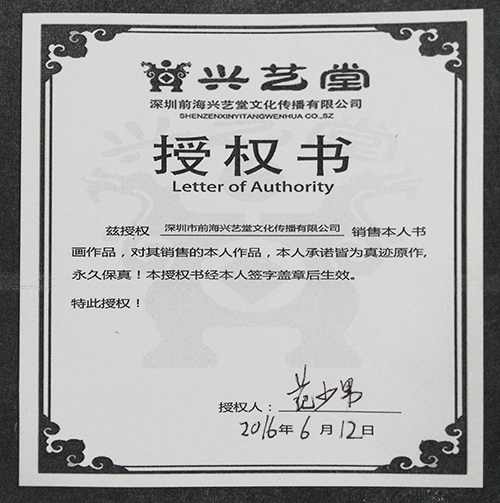 兴艺堂
深圳前海兴艺堂文化传播有限公司
SHENZENXINYITANGWENHUA CO.,SZ
授权书
Letter of Authority
兹授权 深圳市前海兴艺堂文化传播有限公司 销售本人书
画作品，对其销售的本人作品，本人承诺皆为真迹原作，
永久保真！本授权书经本人签字盖章后生效。
特此授权！
授权人：范少男
2016年6月12日